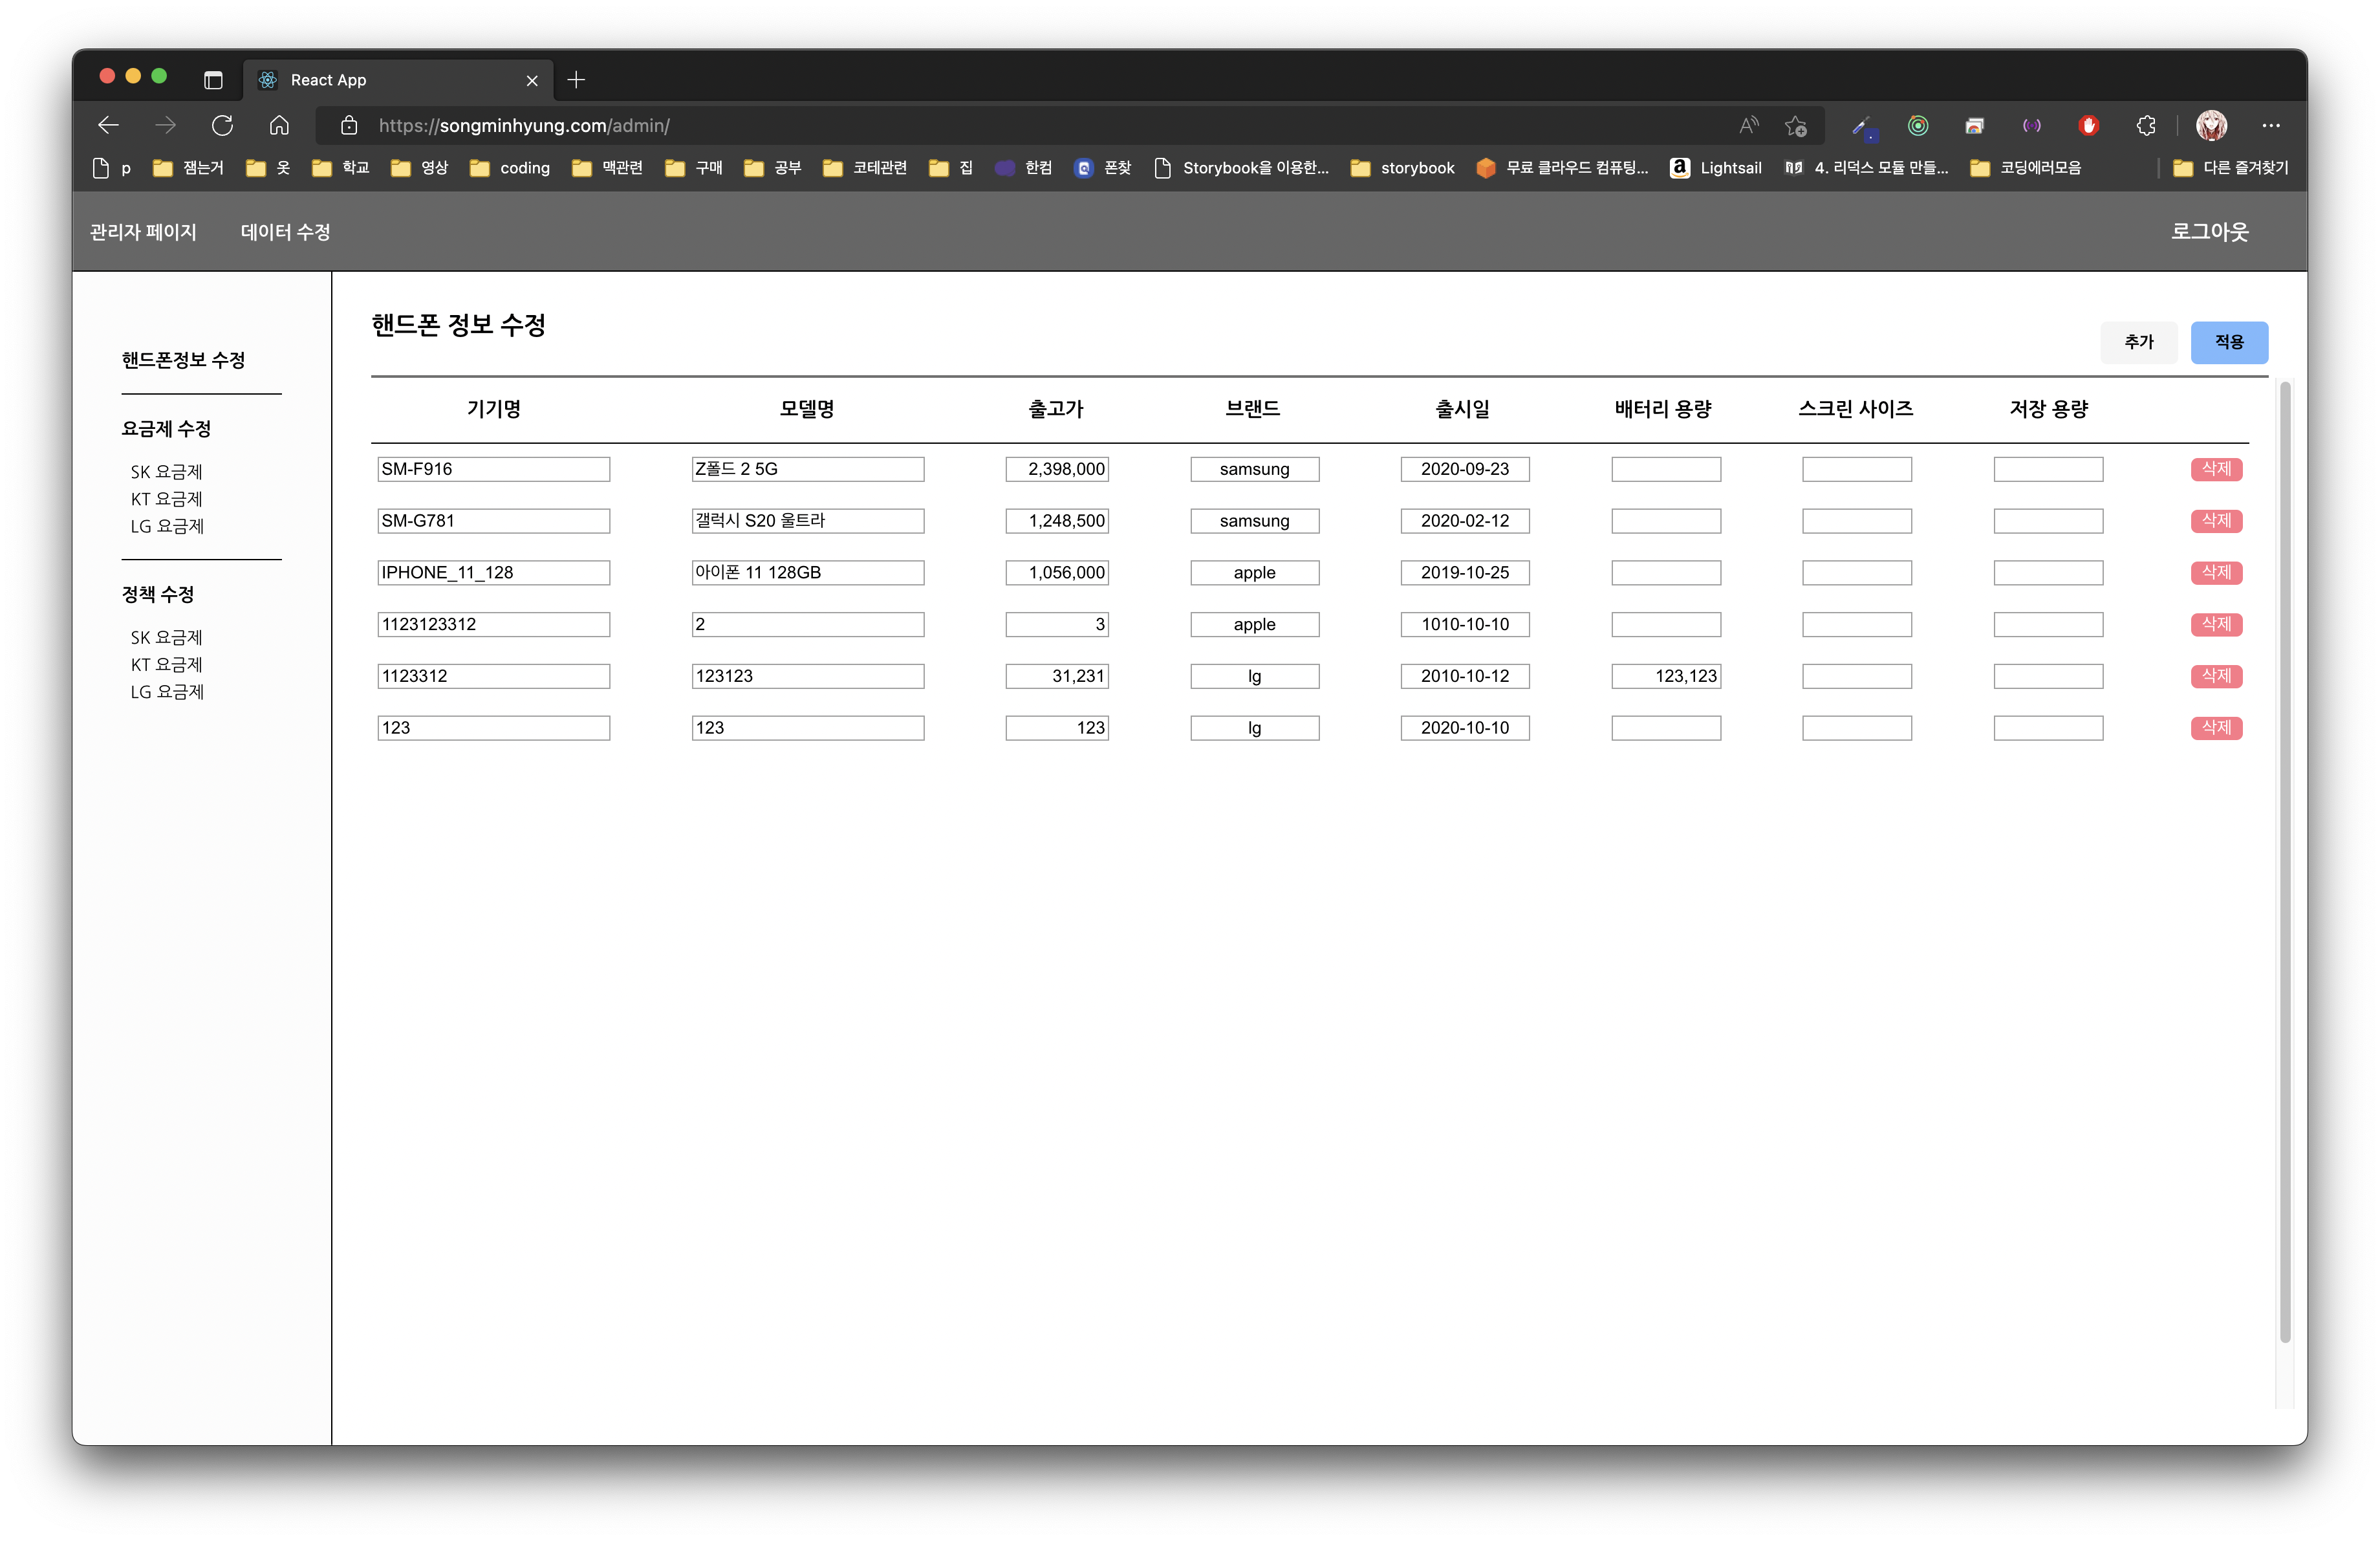 React App
https://songminhyung.com/admin/
p 잼는거 옷 학교 영상 coding 맥관련 구매 공부 코테관련 집 한컴 폰찾 Storybook을 이용한... storybook 무료 클라우드 컴퓨팅... Lightsail 4. 리덕스 모듈 만들... 코딩에러모음 다른 즐겨찾기
관리자 페이지 데이터 수정 로그아웃
핸드폰정보 수정
요금제 수정
SK 요금제
KT 요금제
LG 요금제
정책 수정
SK 요금제
KT 요금제
LG 요금제
핸드폰 정보 수정
추가 적용
기기명 모델명 출고가 브랜드 출시일 배터리 용량 스크린 사이즈 저장 용량
SM-F916 Z폴드 2 5G 2,398,000 samsung 2020-09-23 삭제
SM-G781 갤럭시 S20 울트라 1,248,500 samsung 2020-02-12 삭제
IPHONE_11_128 아이폰 11 128GB 1,056,000 apple 2019-10-25 삭제
1123123312 2 3 apple 1010-10-10 삭제
1123312 123123 31,231 lg 2010-10-12 123,123 삭제
123 123 123 lg 2020-10-10 삭제